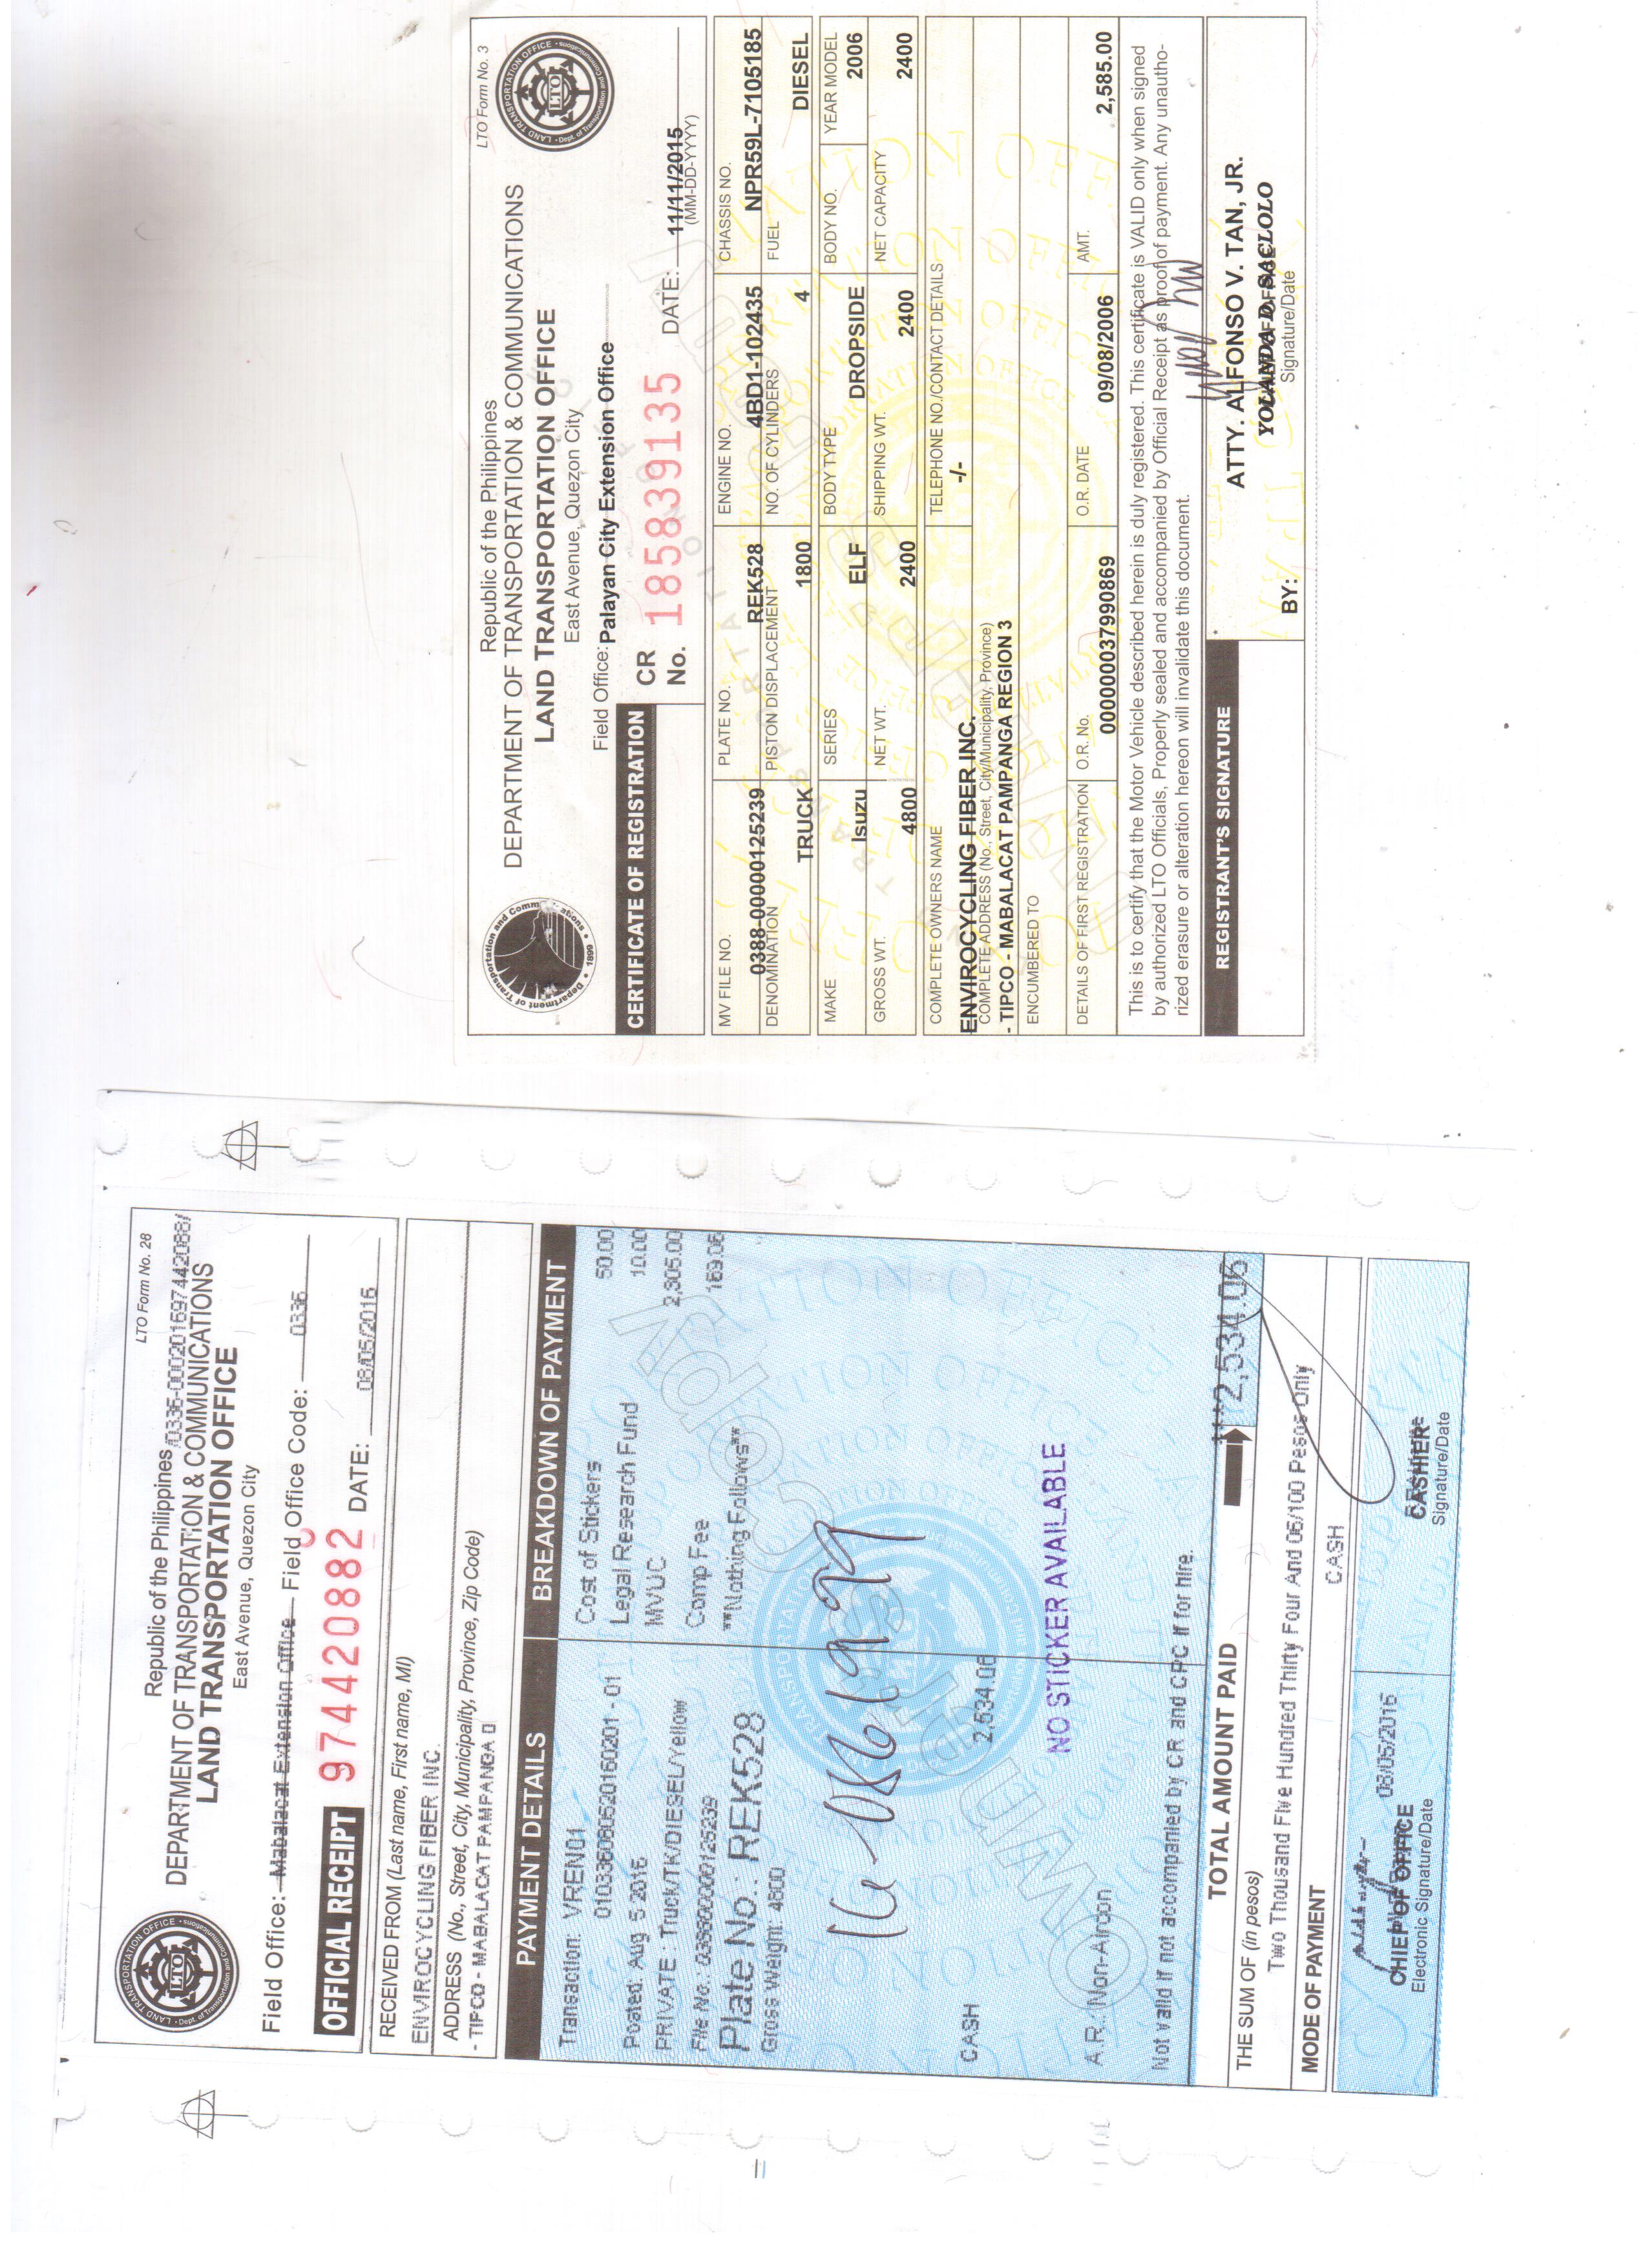 LTO Form No. 28
Republic of the Philippines /0336-000201697442088/
DEPARTMENT OF TRANSPORTATION & COMMUNICATIONS
LAND TRANSPORTATION OFFICE
East Avenue, Quezon City
Field Office: Mabalacat Extension Office Field Office Code: 0336
OFFICIAL RECEIPT 974420882 DATE: 08/05/2016
RECEIVED FROM (Last name, First name, MI)
ENVIROCYCLING FIBER INC.
ADDRESS (No., Street, City, Municipality, Province, Zip Code)
- TIPCO - MABALACAT PAMPANGA 0
PAYMENT DETAILS BREAKDOWN OF PAYMENT
Transaction: VREN01 Cost of Stickers 50.00
010336080520160201 - 01 Legal Research Fund 10.00
Posted: Aug 5 2016 MVUC 2,305.00
PRIVATE : Truck/TK/DIESEL/Yellow Comp Fee 169.06
File No.: 038800000125239 **Nothing Follows**
Plate No.: REK528
Gross Weight: 4800
CASH 2,534.06
NO STICKER AVAILABLE
A.R.: Non-Aircon
Not valid if not accompanied by CR and CPC if for hire.
TOTAL AMOUNT PAID ***2,534.06
THE SUM OF (in pesos)
Two Thousand Five Hundred Thirty Four And 06/100 Pesos Only
MODE OF PAYMENT CASH
08/05/2016
CHIEF OF OFFICE CASHIER
Electronic Signature/Date Signature/Date
LTO Form No. 3
Republic of the Philippines
DEPARTMENT OF TRANSPORTATION & COMMUNICATIONS
LAND TRANSPORTATION OFFICE
East Avenue, Quezon City
Field Office: Palayan City Extension Office
CERTIFICATE OF REGISTRATION CR No. 185839135 DATE: 11/11/2015
(MM-DD-YYYY)
MV FILE NO. PLATE NO. ENGINE NO. CHASSIS NO.
0388-00000125239 REK528 4BD1-102435 NPR59L-7105185
DENOMINATION PISTON DISPLACEMENT NO. OF CYLINDERS FUEL
TRUCK 1800 4 DIESEL
MAKE SERIES BODY TYPE BODY NO. YEAR MODEL
Isuzu ELF DROPSIDE 2006
GROSS WT. NET WT. SHIPPING WT. NET CAPACITY
4800 2400 2400 2400
COMPLETE OWNERS NAME TELEPHONE NO./CONTACT DETAILS
ENVIROCYCLING FIBER INC. -/-
COMPLETE ADDRESS (No., Street, City/Municipality, Province)
- TIPCO - MABALACAT PAMPANGA REGION 3
ENCUMBERED TO
DETAILS OF FIRST REGISTRATION O.R. No. O.R. DATE AMT.
000000037990869 09/08/2006 2,585.00
This is to certify that the Motor Vehicle described herein is duly registered. This certificate is VALID only when signed
by authorized LTO Officials, Properly sealed and accompanied by Official Receipt as proof of payment. Any unautho-
rized erasure or alteration hereon will invalidate this document.
REGISTRANT'S SIGNATURE
ATTY. ALFONSO V. TAN, JR.
BY: YOLANDA D. SACLOLO
Signature/Date